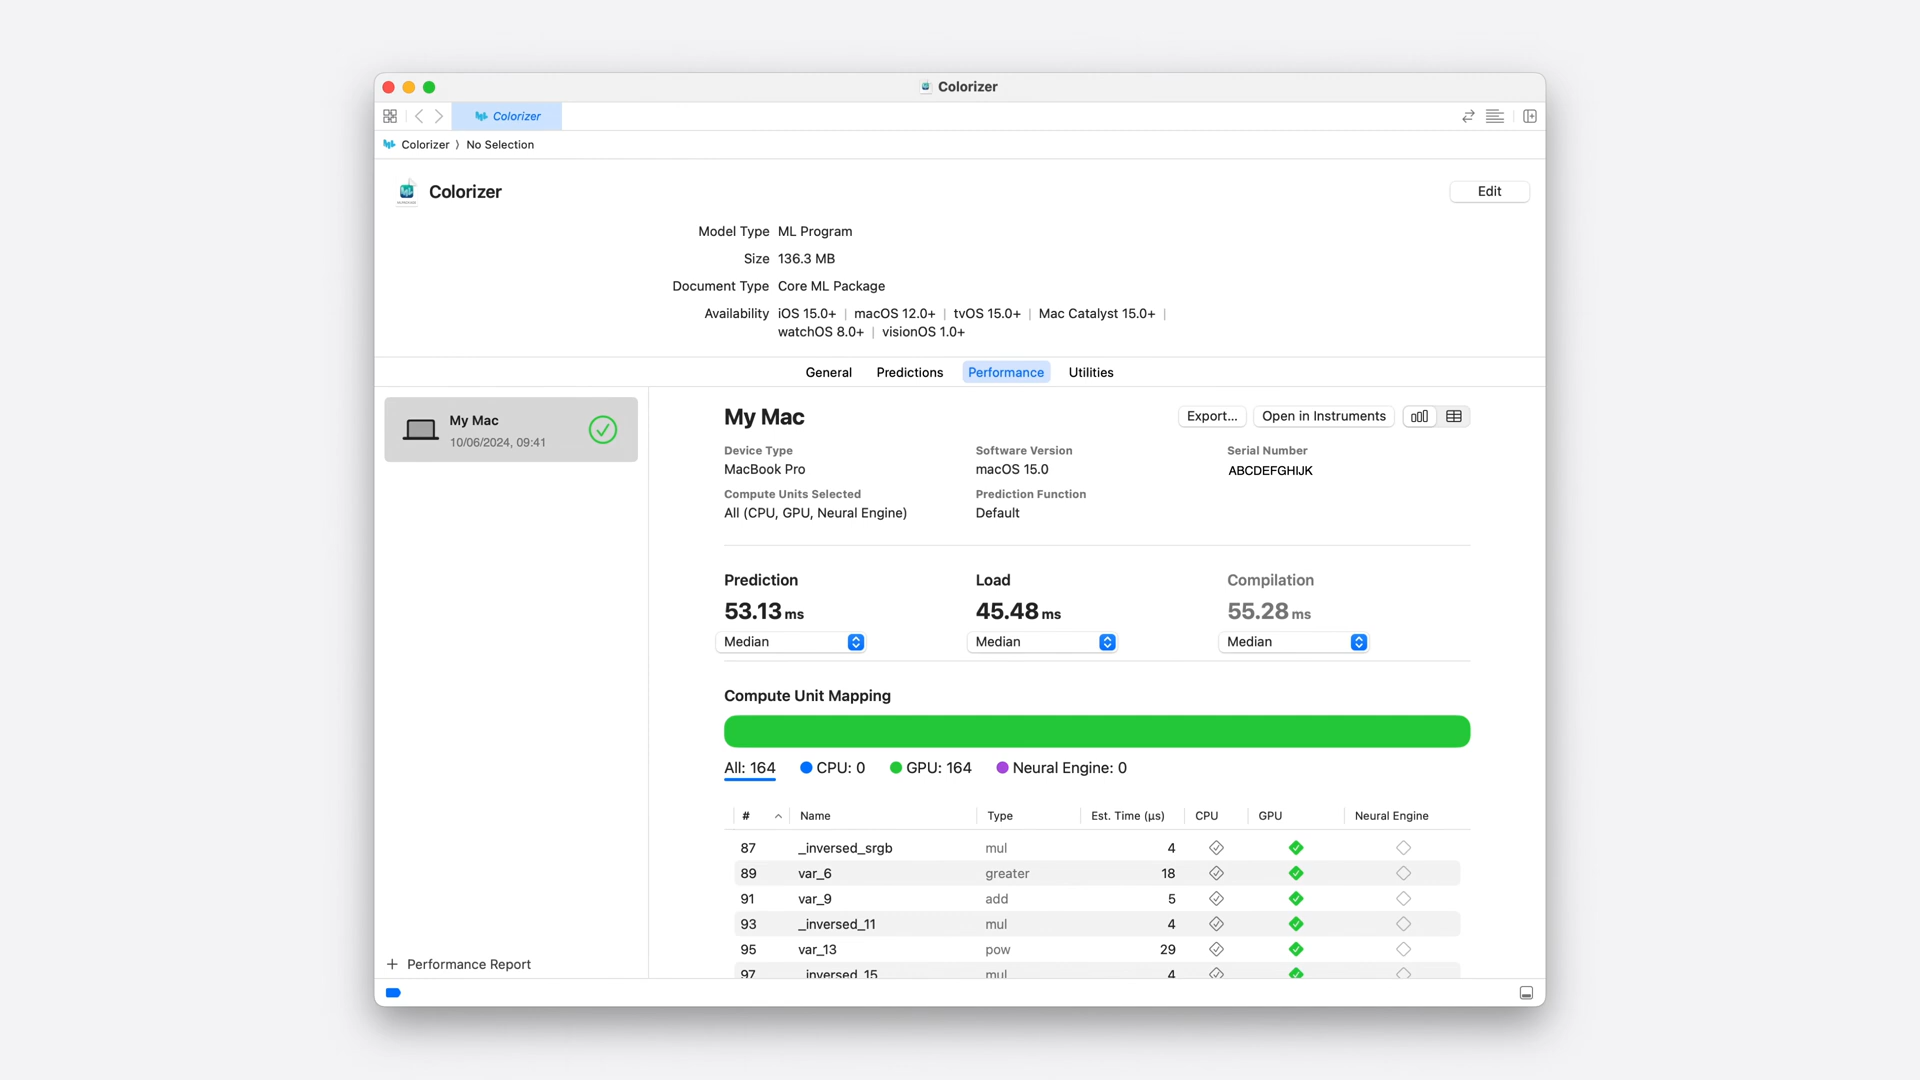 Colorizer
Colorizer
Colorizer 〉 No Selection
Colorizer
Edit
Model Type ML Program
Size 136.3 MB
Document Type Core ML Package
Availability iOS 15.0+ | macOS 12.0+ | tvOS 15.0+ | Mac Catalyst 15.0+ |
watchOS 8.0+ | visionOS 1.0+
General Predictions Performance Utilities
My Mac
10/06/2024, 09:41
My Mac
Export... Open in Instruments
Device Type Software Version Serial Number
MacBook Pro macOS 15.0 ABCDEFGHIJK
Compute Units Selected Prediction Function
All (CPU, GPU, Neural Engine) Default
Prediction Load Compilation
53.13 ms 45.48 ms 55.28 ms
Median Median Median
Compute Unit Mapping
All: 164 CPU: 0 GPU: 164 Neural Engine: 0
# Name Type Est. Time (µs) CPU GPU Neural Engine
87 _inversed_srgb mul 4
89 var_6 greater 18
91 var_9 add 5
93 _inversed_11 mul 4
95 var_13 pow 29
97 _inversed_15 mul 4
+ Performance Report